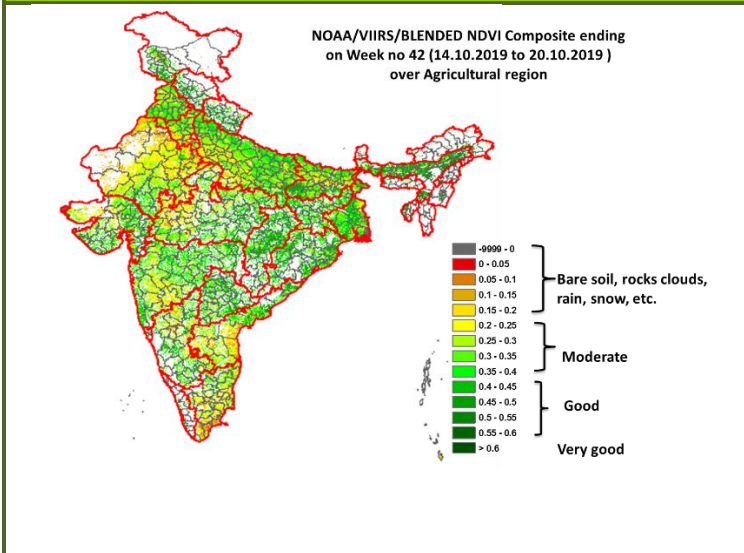 NOAA/VIIRS/BLENDED NDVI Composite ending
on Week no 42 (14.10.2019 to 20.10.2019 )
over Agricultural region
-9999 - 0
0 - 0.05
0.05 - 0.1
0.1 - 0.15
0.15 - 0.2
0.2 - 0.25
0.25 - 0.3
0.3 - 0.35
0.35 - 0.4
0.4 - 0.45
0.45 - 0.5
0.5 - 0.55
0.55 - 0.6
> 0.6
Bare soil, rocks clouds,
rain, snow, etc.
Moderate
Good
Very good